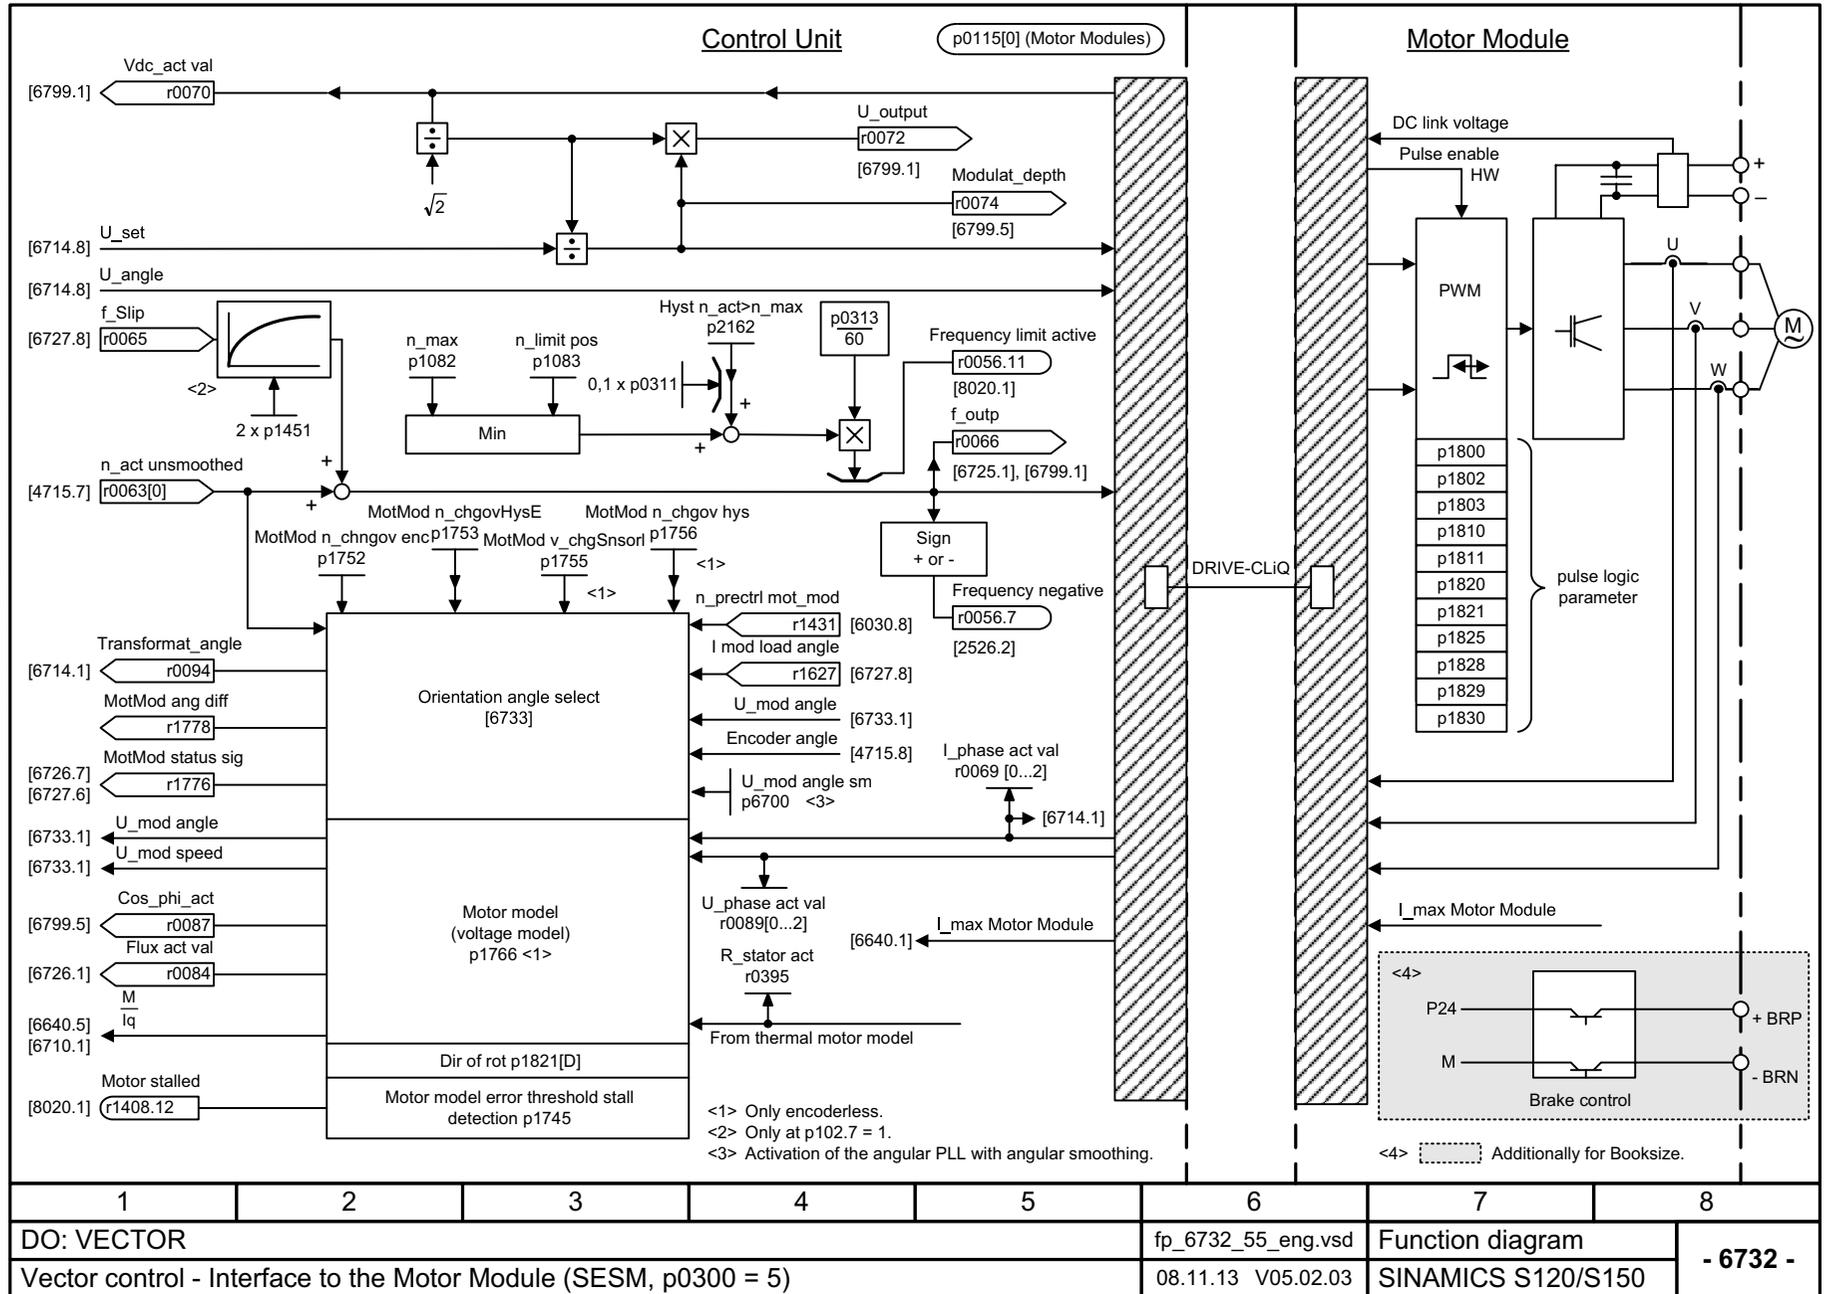 Control Unit
p0115[0] (Motor Modules)
Motor Module
Vdc_act val
[6799.1]
r0070
÷
√2
×
U_output
r0072
[6799.1]
Modulat_depth
r0074
[6799.5]
U_set
[6714.8]
÷
U_angle
[6714.8]
f_Slip
[6727.8]
r0065
<2>
2 x p1451
n_max
p1082
n_limit pos
p1083
Min
Hyst n_act>n_max
p2162
0,1 x p0311
+
+
p0313
60
×
Frequency limit active
r0056.11
[8020.1]
f_outp
r0066
[6725.1], [6799.1]
n_act unsmoothed
[4715.7]
r0063[0]
+
+
MotMod n_chgovHysE
MotMod n_chgov hys
MotMod n_chngov enc
p1753
MotMod v_chgSnsorl
p1756
p1752
p1755
<1>
<1>
Sign
+ or -
Frequency negative
r0056.7
[2526.2]
n_prectrl mot_mod
r1431
[6030.8]
I mod load angle
r1627
[6727.8]
U_mod angle
[6733.1]
Encoder angle
[4715.8]
U_mod angle sm
p6700 <3>
I_phase act val
r0069 [0...2]
[6714.1]
U_phase act val
r0089[0...2]
I_max Motor Module
[6640.1]
R_stator act
r0395
From thermal motor model
Transformat_angle
[6714.1]
r0094
MotMod ang diff
r1778
MotMod status sig
[6726.7]
[6727.6]
r1776
U_mod angle
[6733.1]
U_mod speed
[6733.1]
Cos_phi_act
[6799.5]
r0087
Flux act val
[6726.1]
r0084
M
Iq
[6640.5]
[6710.1]
Motor stalled
[8020.1]
r1408.12
Orientation angle select
[6733]
Motor model
(voltage model)
p1766 <1>
Dir of rot p1821[D]
Motor model error threshold stall
detection p1745
<1> Only encoderless.
<2> Only at p102.7 = 1.
<3> Activation of the angular PLL with angular smoothing.
DRIVE-CLiQ
DC link voltage
Pulse enable
HW
+
–
PWM
U
V
W
M
~
p1800
p1802
p1803
p1810
p1811
p1820
p1821
p1825
p1828
p1829
p1830
pulse logic
parameter
I_max Motor Module
<4>
P24
+ BRP
M
- BRN
Brake control
<4> Additionally for Booksize.
1 2 3 4 5 6 7 8
DO: VECTOR
fp_6732_55_eng.vsd
Function diagram
- 6732 -
Vector control - Interface to the Motor Module (SESM, p0300 = 5)
08.11.13 V05.02.03
SINAMICS S120/S150